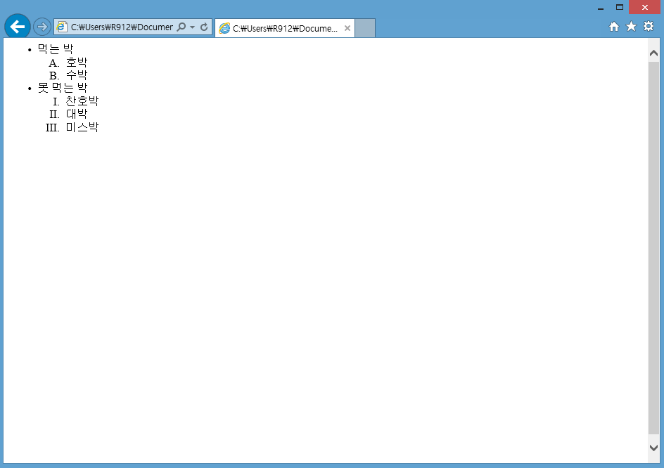 C:\Users\R912\Documer
C:\Users\R912\Docume...
• 먹는 박
A. 호박
B. 수박
• 못 먹는 박
I. 찬호박
II. 대박
III. 미스박